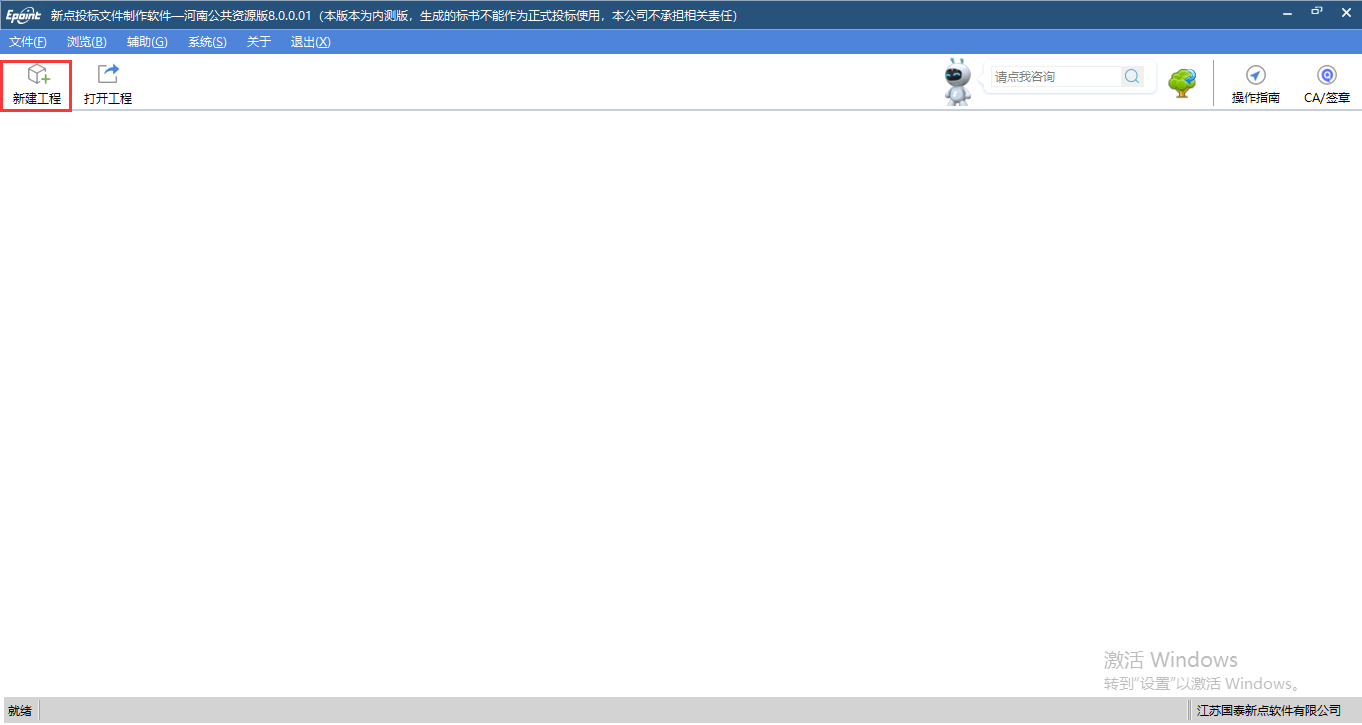 Epoint 新点投标文件制作软件—河南公共资源版8.0.0.01（本版本为内测版，生成的标书不能作为正式投标使用，本公司不承担相关责任）
文件(F) 浏览(B) 辅助(G) 系统(S) 关于 退出(X)
新建工程 打开工程 请点我咨询 操作指南 CA/签章
激活 Windows
转到"设置"以激活 Windows。
就绪 江苏国泰新点软件有限公司